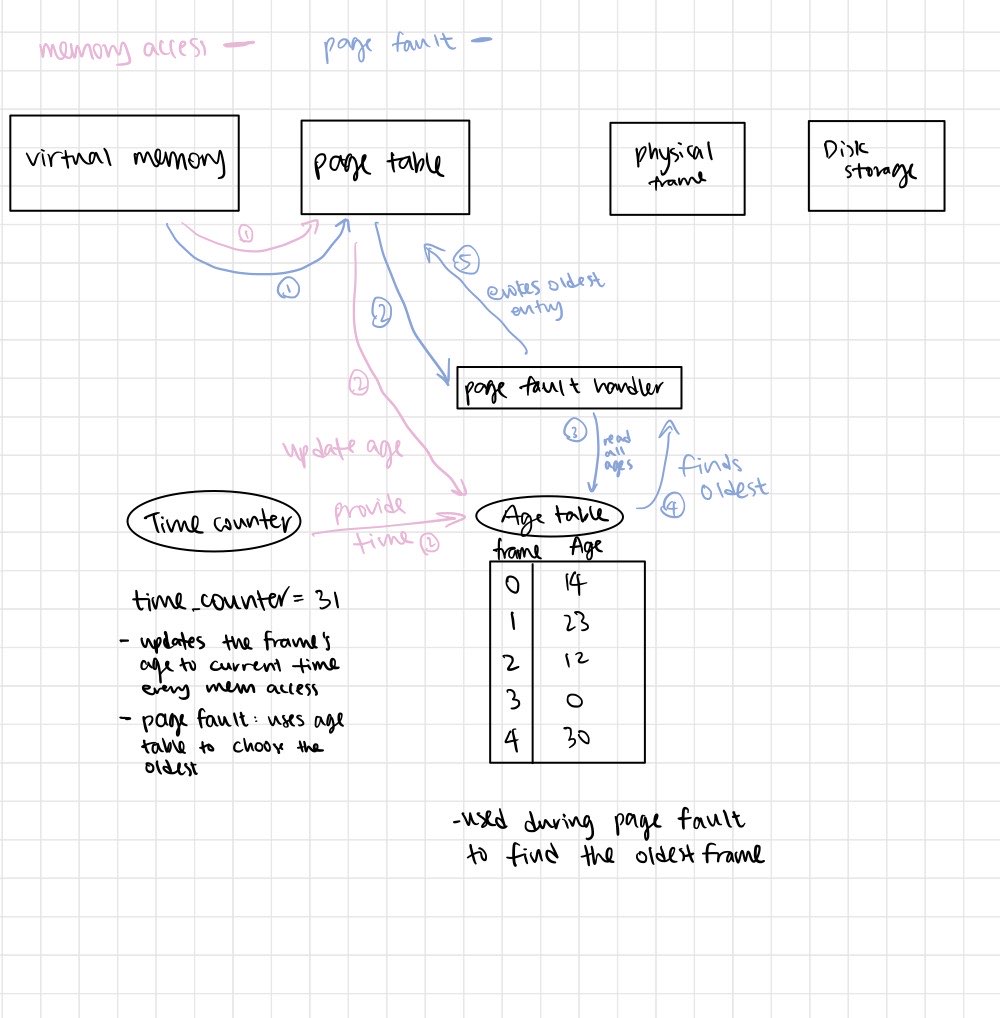 memory access —
page fault —
virtual memory
page table
physical
frame
Disk
storage
①
①
②
⑤
evokes oldest
entry
②
page fault handler
③
read
all
ages
finds
oldest
④
update age
Time counter
provide
time ②
Age table
frame Age
0 14
1 23
2 12
3 0
4 30
time_counter = 31
- updates the frame's
age to current time
every mem access
- page fault: uses age
table to choose the
oldest
- used during page fault
to find the oldest frame